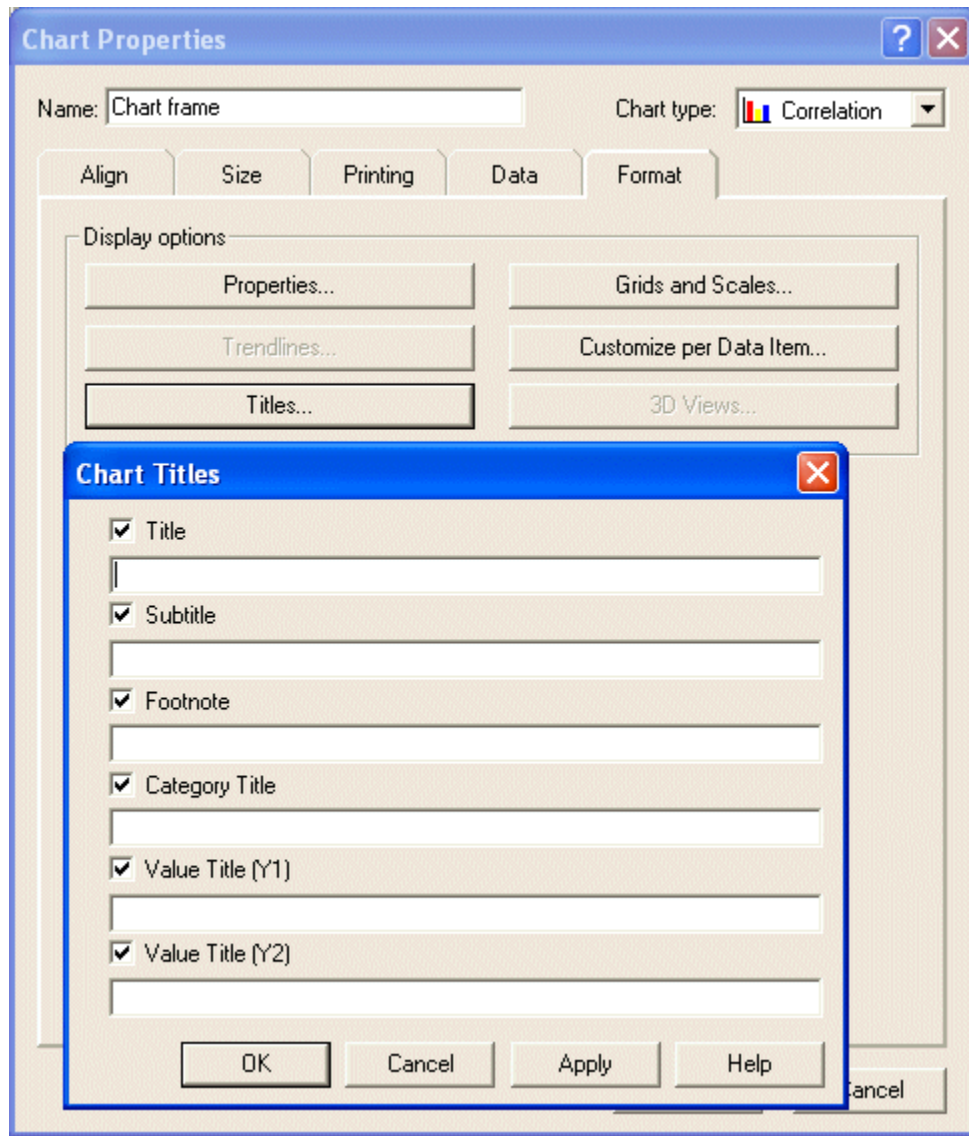 Chart Properties
Name: Chart frame Chart type: Correlation
Align Size Printing Data Format
Display options
Properties... Grids and Scales...
Trendlines... Customize per Data Item...
Titles... 3D Views...
Chart Titles
Title
Subtitle
Footnote
Category Title
Value Title (Y1)
Value Title (Y2)
OK Cancel Apply Help
ancel